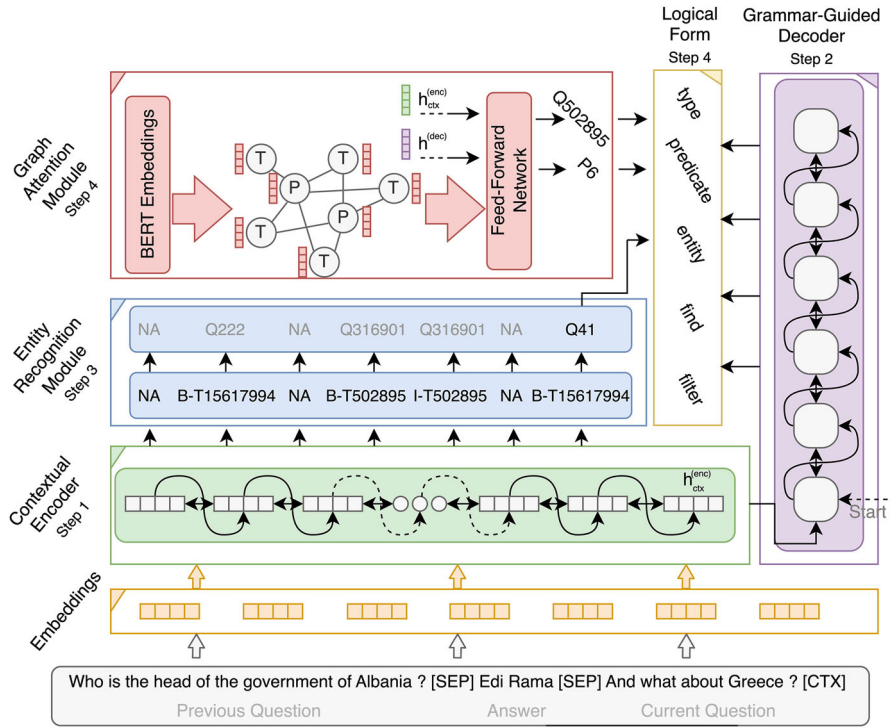 Logical
Form
Step 4
Grammar-Guided
Decoder
Step 2
Graph
Attention
Module
Step 4
BERT Embeddings
T
T
P
T
T
P
T
h(enc)ctx
h(dec)
Feed-Forward
Network
Q502895
P6
type
predicate
entity
find
filter
Entity
Recognition
Module
Step 3
NA Q222 NA Q316901 Q316901 NA Q41
NA B-T15617994 NA B-T502895 I-T502895 NA B-T15617994
Contextual
Encoder
Step 1
h(enc)ctx
Start
Embeddings
Who is the head of the government of Albania ? [SEP] Edi Rama [SEP] And what about Greece ? [CTX]
Previous Question Answer Current Question